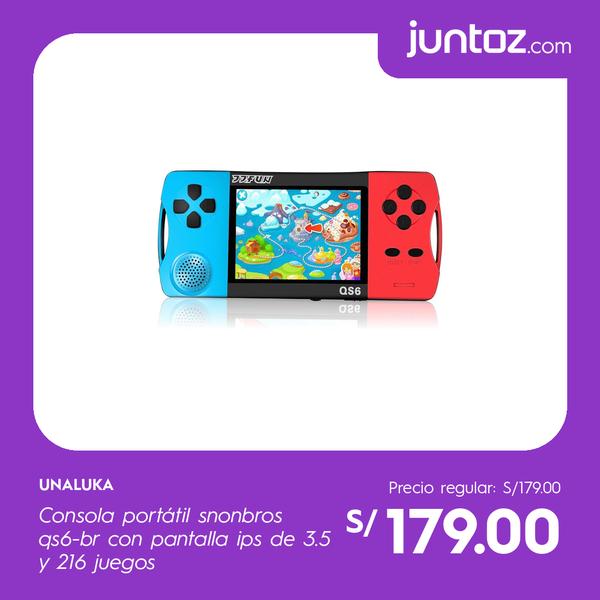 juntoz.com
QS6
UNALUKA
Consola portátil snonbros
qs6-br con pantalla ips de 3.5
y 216 juegos
Precio regular: S/179.00
S/179.00